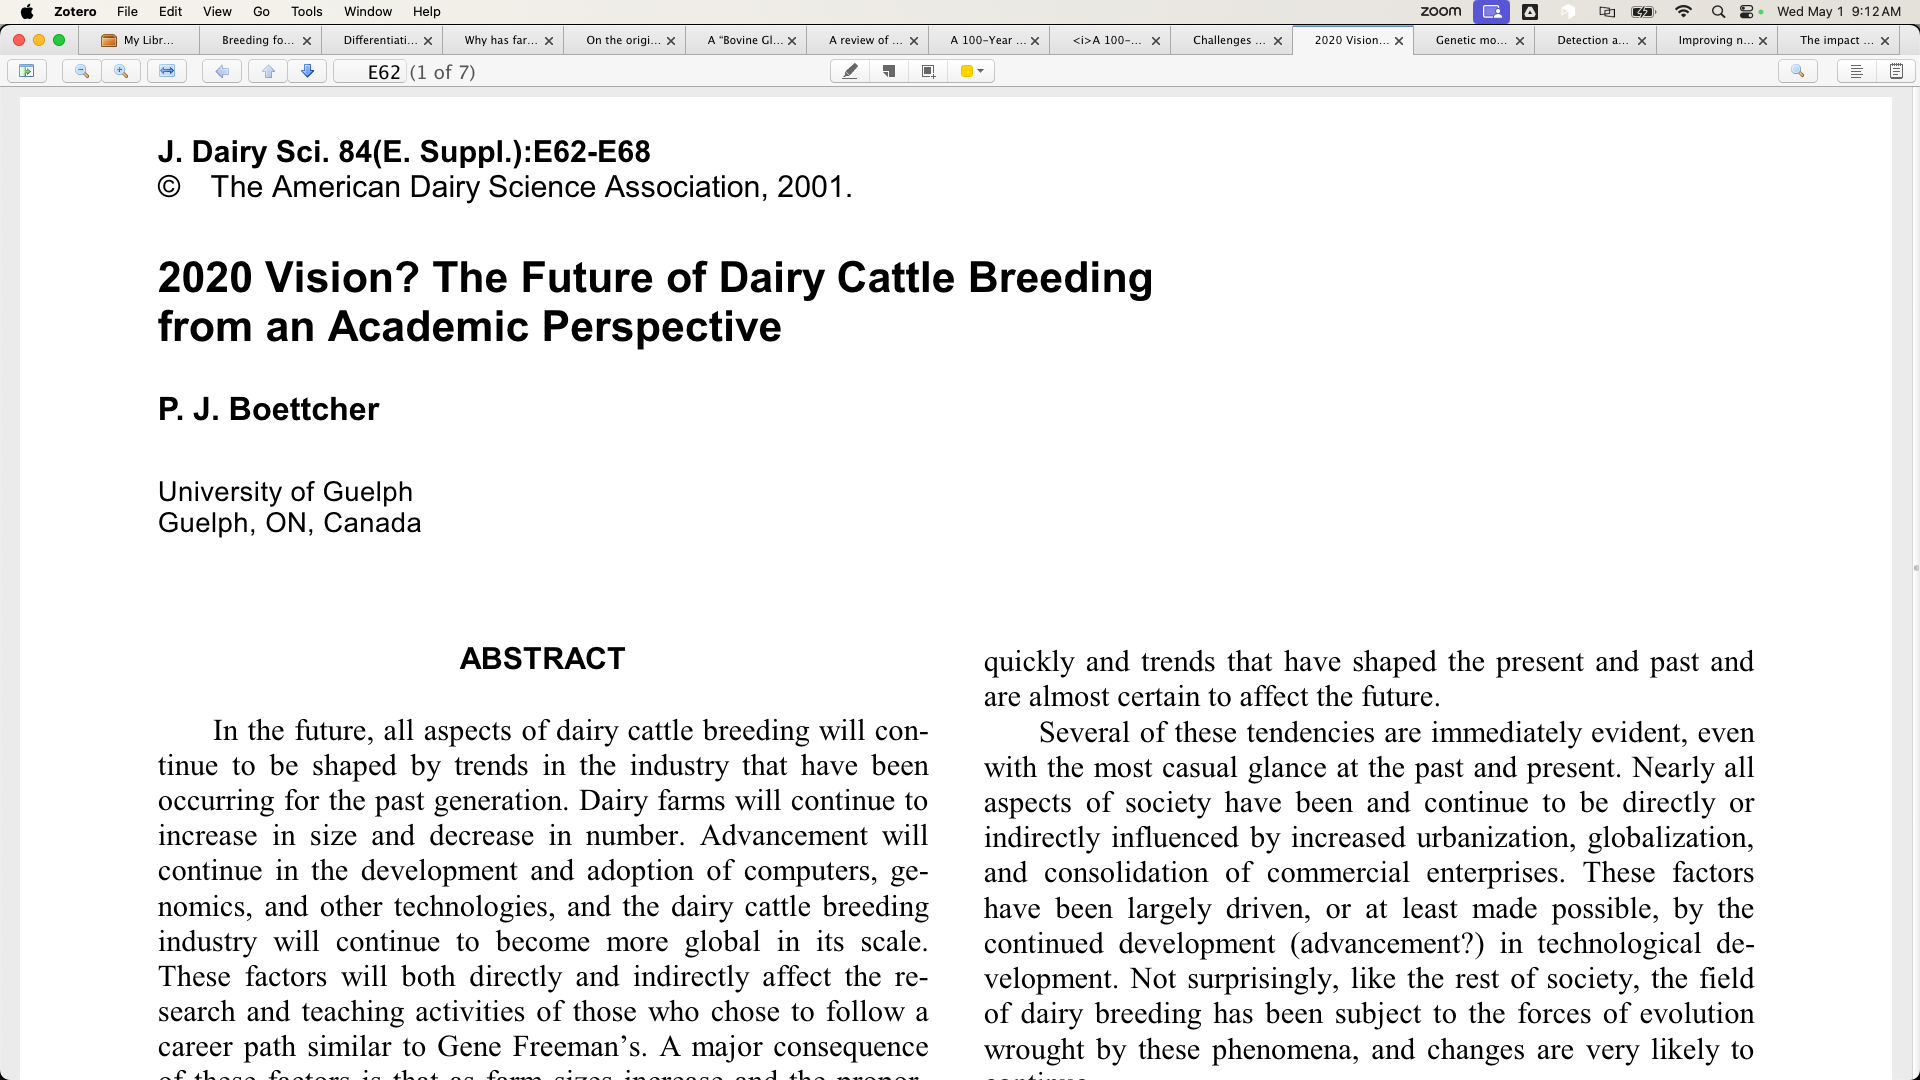 Zotero File Edit View Go Tools Window Help
zoom Wed May 1 9:12 AM
My Libr... Breeding fo... Differentiati... Why has far... On the origi... A "Bovine Gl... A review of ... A 100-Year ... <i>A 100-... Challenges ... 2020 Vision... Genetic mo... Detection a... Improving n... The impact ...
E62 (1 of 7)
J. Dairy Sci. 84(E. Suppl.):E62-E68
© The American Dairy Science Association, 2001.
2020 Vision? The Future of Dairy Cattle Breeding
from an Academic Perspective
P. J. Boettcher
University of Guelph
Guelph, ON, Canada
ABSTRACT
In the future, all aspects of dairy cattle breeding will con-
tinue to be shaped by trends in the industry that have been
occurring for the past generation. Dairy farms will continue to
increase in size and decrease in number. Advancement will
continue in the development and adoption of computers, ge-
nomics, and other technologies, and the dairy cattle breeding
industry will continue to become more global in its scale.
These factors will both directly and indirectly affect the re-
search and teaching activities of those who chose to follow a
career path similar to Gene Freeman's. A major consequence
of these factors is that as farm sizes increase and the propor-
quickly and trends that have shaped the present and past and
are almost certain to affect the future.
Several of these tendencies are immediately evident, even
with the most casual glance at the past and present. Nearly all
aspects of society have been and continue to be directly or
indirectly influenced by increased urbanization, globalization,
and consolidation of commercial enterprises. These factors
have been largely driven, or at least made possible, by the
continued development (advancement?) in technological de-
velopment. Not surprisingly, like the rest of society, the field
of dairy breeding has been subject to the forces of evolution
wrought by these phenomena, and changes are very likely to
continue.